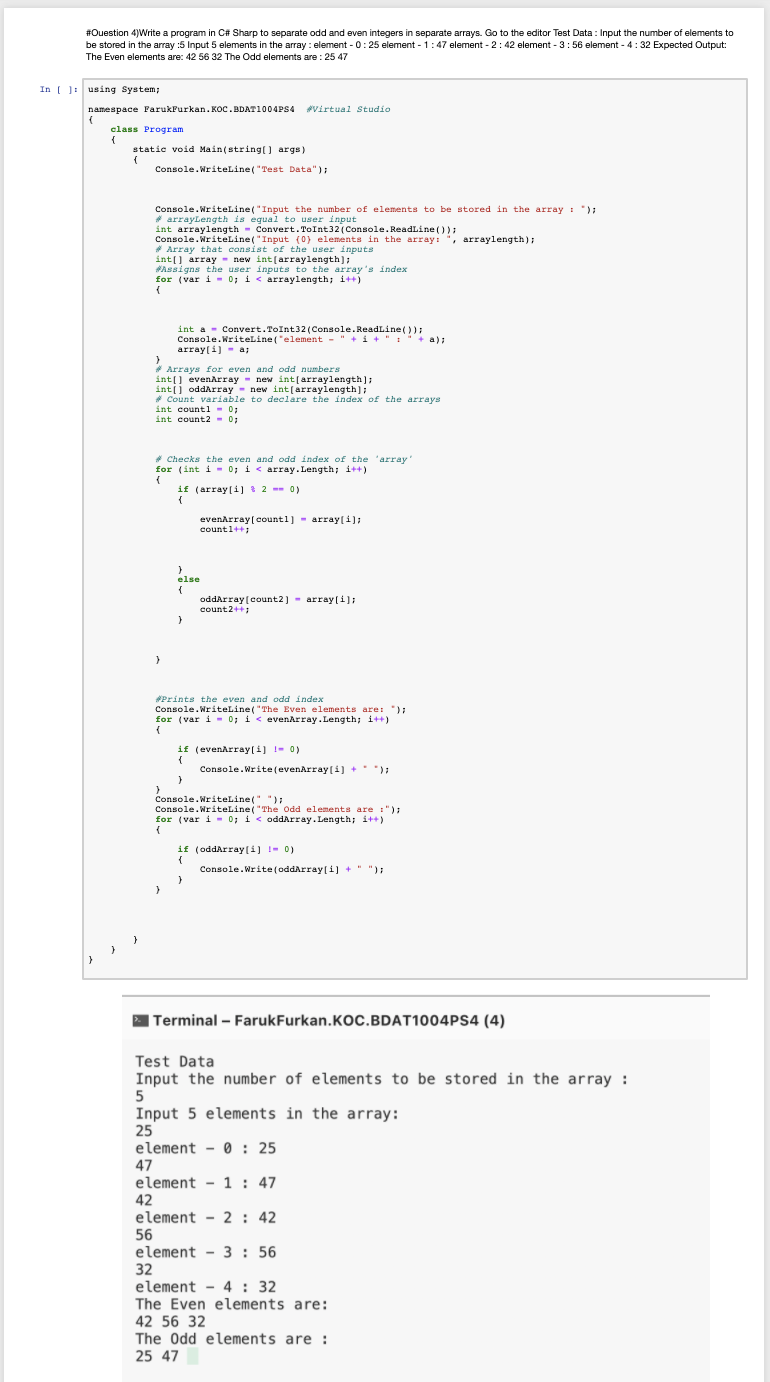 #Question 4)Write a program in C# Sharp to separate odd and even integers in separate arrays. Go to the editor Test Data : Input the number of elements to
be stored in the array :5 Input 5 elements in the array : element - 0 : 25 element - 1 : 47 element - 2 : 42 element - 3 : 56 element - 4 : 32 Expected Output:
The Even elements are: 42 56 32 The Odd elements are : 25 47
In [ ]: using System;
namespace FarukFurkan.KOC.BDAT1004PS4  #Virtual Studio
{
    class Program
    {
        static void Main(string[] args)
        {
            Console.WriteLine("Test Data");
            Console.WriteLine("Input the number of elements to be stored in the array : ");
            # arrayLength is equal to user input
            int arraylength = Convert.ToInt32(Console.ReadLine());
            Console.WriteLine("Input {0} elements in the array: ", arraylength);
            # Array that consist of the user inputs
            int[] array = new int[arraylength];
            #Assigns the user inputs to the array's index
            for (var i = 0; i < arraylength; i++)
            {
                int a = Convert.ToInt32(Console.ReadLine());
                Console.WriteLine("element - " + i + " : " + a);
                array[i] = a;
            }
            # Arrays for even and odd numbers
            int[] evenArray = new int[arraylength];
            int[] oddArray = new int[arraylength];
            # Count variable to declare the index of the arrays
            int count1 = 0;
            int count2 = 0;
            # Checks the even and odd index of the 'array'
            for (int i = 0; i < array.Length; i++)
            {
                if (array[i] % 2 == 0)
                {
                    evenArray[count1] = array[i];
                    count1++;
                }
                else
                {
                    oddArray[count2] = array[i];
                    count2++;
                }
            }
            #Prints the even and odd index
            Console.WriteLine("The Even elements are: ");
            for (var i = 0; i < evenArray.Length; i++)
            {
                if (evenArray[i] != 0)
                {
                    Console.Write(evenArray[i] + " ");
                }
            }
            Console.WriteLine(" ");
            Console.WriteLine("The Odd elements are :");
            for (var i = 0; i < oddArray.Length; i++)
            {
                if (oddArray[i] != 0)
                {
                    Console.Write(oddArray[i] + " ");
                }
            }
        }
    }
}
Terminal – FarukFurkan.KOC.BDAT1004PS4 (4)
Test Data
Input the number of elements to be stored in the array :
5
Input 5 elements in the array:
25
element - 0 : 25
47
element - 1 : 47
42
element - 2 : 42
56
element - 3 : 56
32
element - 4 : 32
The Even elements are:
42 56 32
The Odd elements are :
25 47